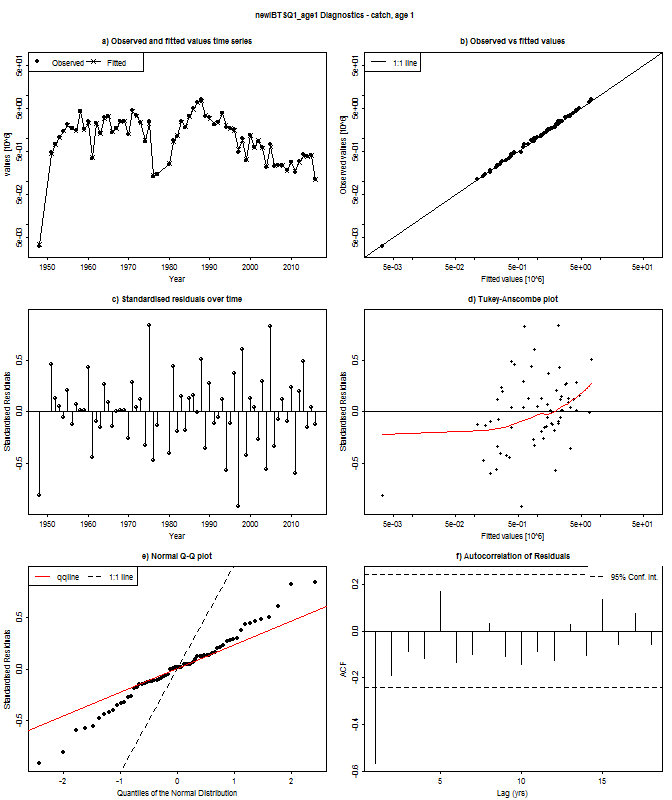 newIBTSQ1_age1 Diagnostics - catch, age 1
a) Observed and fitted values time series
values [10^6]
5e+01
5e+00
5e-01
5e-02
5e-03
Observed
Fitted
1950 1960 1970 1980 1990 2000 2010
Year
b) Observed vs fitted values
Observed values [10^6]
5e+01
5e+00
5e-01
5e-02
5e-03
1:1 line
5e-03 5e-02 5e-01 5e+00 5e+01
Fitted values [10^6]
c) Standardised residuals over time
Standardised Residuals
0.5
-0.5
1950 1960 1970 1980 1990 2000 2010
Year
d) Tukey-Anscombe plot
Standardised Residuals
0.5
-0.5
5e-03 5e-02 5e-01 5e+00 5e+01
Fitted values [10^6]
e) Normal Q-Q plot
Standardised Residuals
0.5
0.0
-0.5
qqline
1:1 line
-2 -1 0 1 2
Quantiles of the Normal Distribution
f) Autocorrelation of Residuals
ACF
0.2
0.0
-0.2
-0.4
-0.6
95% Conf. Int.
5 10 15
Lag (yrs)